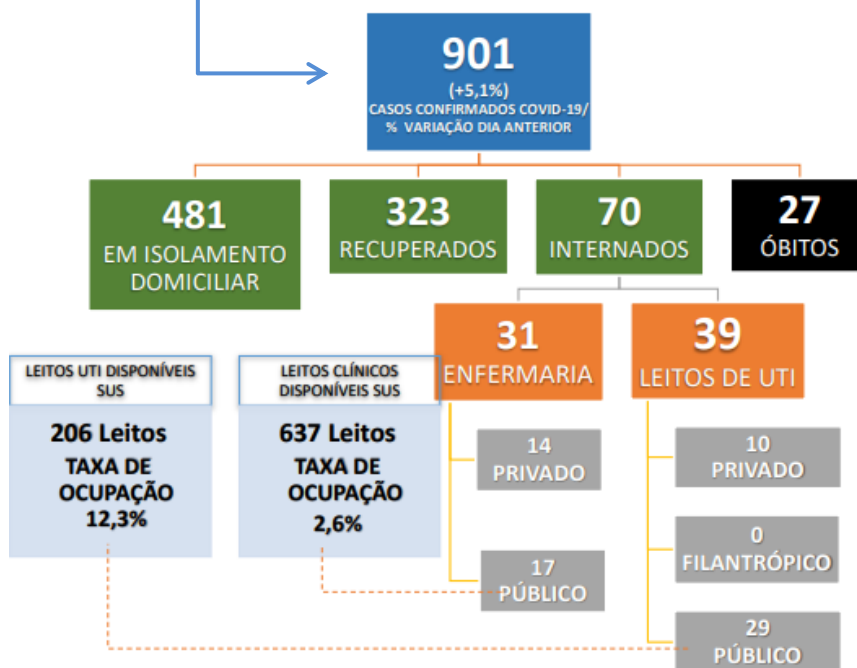 901
(+5,1%)
CASOS CONFIRMADOS COVID-19/
% VARIAÇÃO DIA ANTERIOR
481
EM ISOLAMENTO
DOMICILIAR
323
RECUPERADOS
70
INTERNADOS
27
ÓBITOS
31
ENFERMARIA
39
LEITOS DE UTI
LEITOS UTI DISPONÍVEIS
SUS
206 Leitos
TAXA DE
OCUPAÇÃO
12,3%
LEITOS CLÍNICOS
DISPONÍVEIS SUS
637 Leitos
TAXA DE
OCUPAÇÃO
2,6%
14
PRIVADO
17
PÚBLICO
10
PRIVADO
0
FILANTRÓPICO
29
PÚBLICO